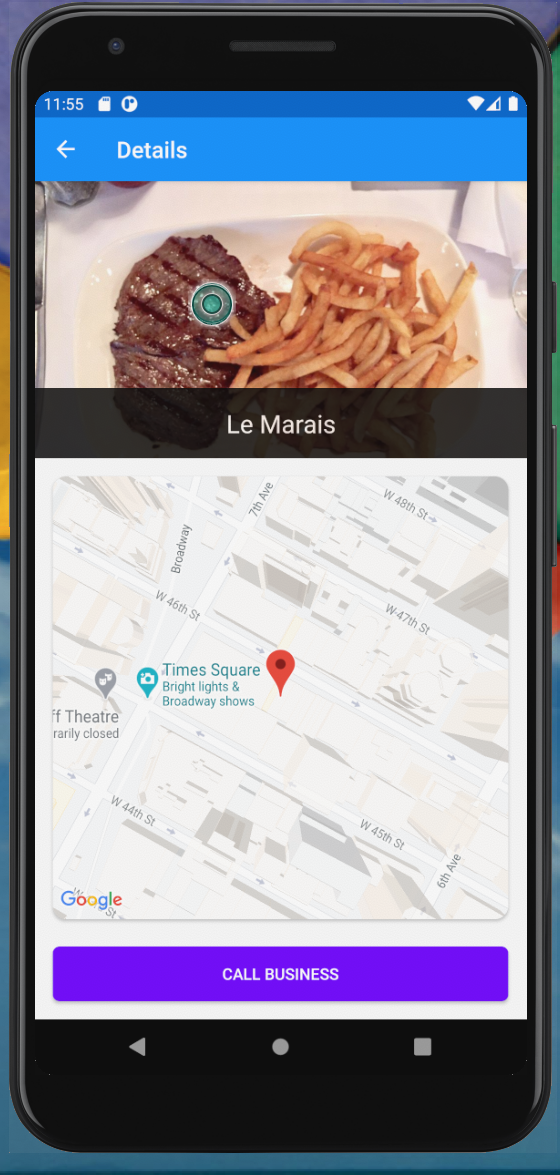 11:55
Details
Le Marais
7th Ave
W 48th St
Broadway
W 46th St
W 47th St
Times Square
Bright lights &
Broadway shows
ff Theatre
rarily closed
W 44th St
W 45th St
6th Ave
Google
CALL BUSINESS